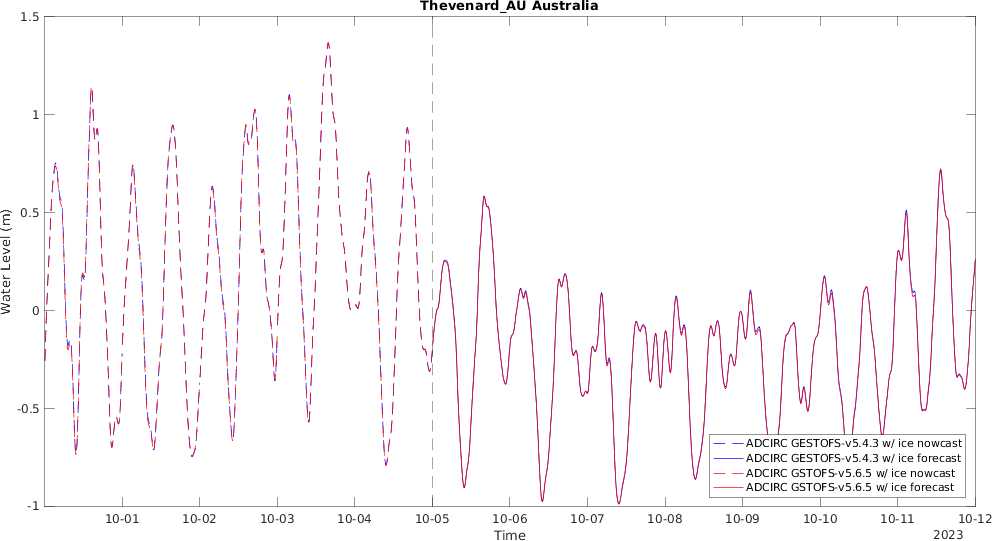 Thevenard_AU Australia
Water Level (m)
1.5
1
0.5
0
-0.5
-1
10-01 10-02 10-03 10-04 10-05 10-06 10-07 10-08 10-09 10-10 10-11 10-12
Time
2023
ADCIRC GESTOFS-v5.4.3 w/ ice nowcast
ADCIRC GESTOFS-v5.4.3 w/ ice forecast
ADCIRC GSTOFS-v5.6.5 w/ ice nowcast
ADCIRC GSTOFS-v5.6.5 w/ ice forecast